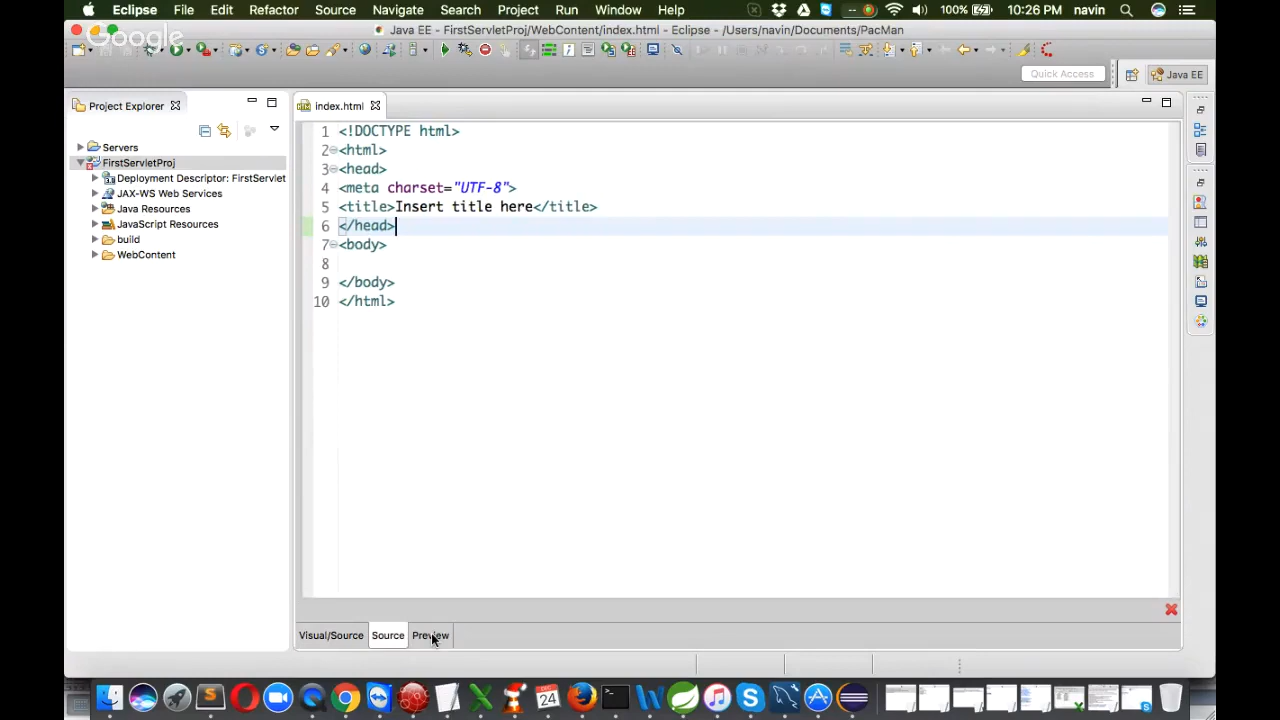 Eclipse File Edit Refactor Source Navigate Search Project Run Window Help 100% 10:26 PM navin
Google
Java EE - FirstServletProj/WebContent/index.html - Eclipse - /Users/navin/Documents/PacMan
Quick Access Java EE
Project Explorer
index.html
Servers
FirstServletProj
Deployment Descriptor: FirstServlet
JAX-WS Web Services
Java Resources
JavaScript Resources
build
WebContent
1 <!DOCTYPE html>
2 <html>
3 <head>
4 <meta charset="UTF-8">
5 <title>Insert title here</title>
6 </head>
7 <body>
8
9 </body>
10 </html>
Visual/Source Source Preview
24